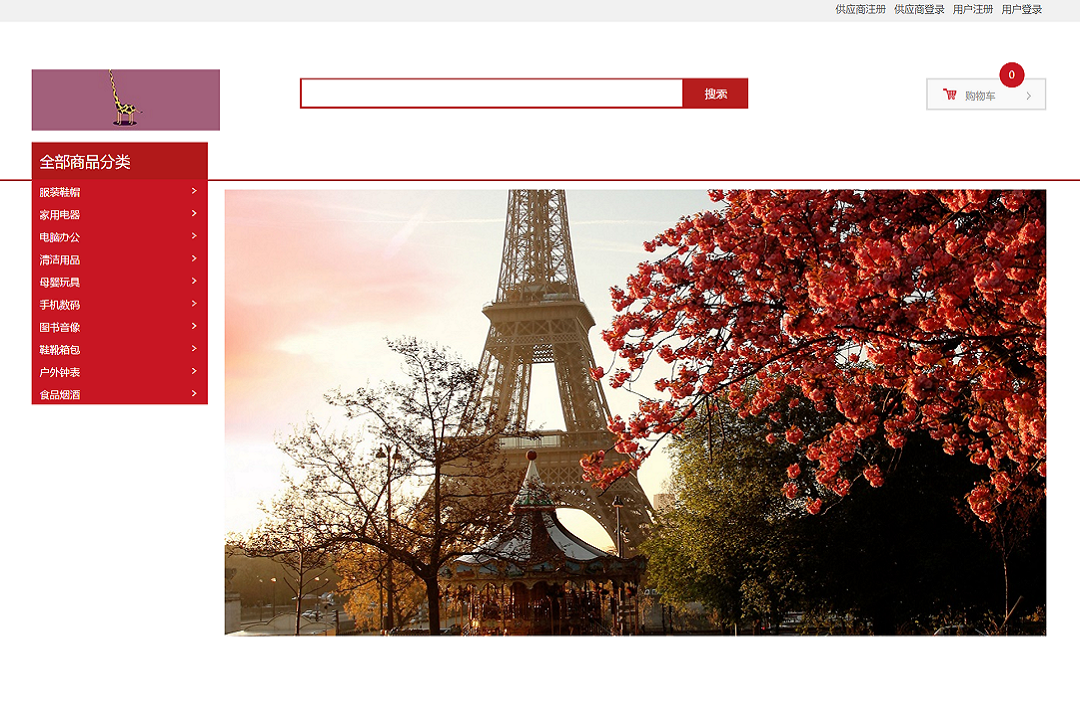 供应商注册 供应商登录 用户注册 用户登录
搜索
0
购物车
全部商品分类
服装鞋帽
家用电器
电脑办公
清洁用品
母婴玩具
手机数码
图书音像
鞋靴箱包
户外钟表
食品烟酒